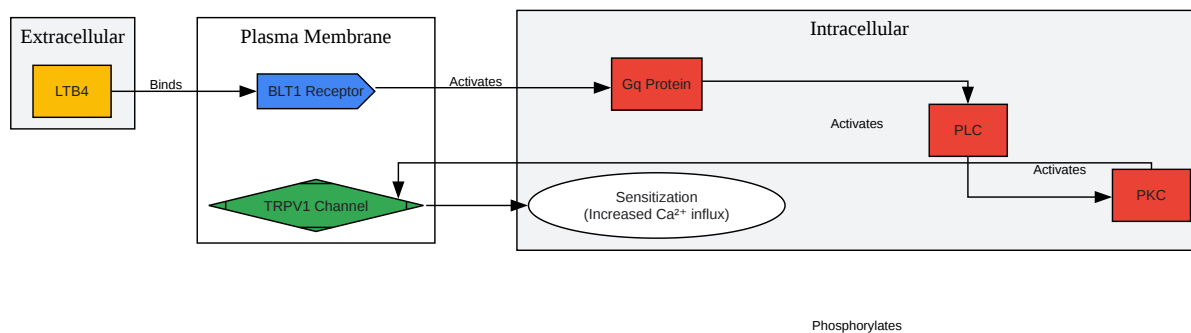 Extracellular
Plasma Membrane
Intracellular
LTB4
Binds
BLT1 Receptor
Activates
Gq Protein
Activates
PLC
Activates
PKC
TRPV1 Channel
Sensitization
(Increased Ca²⁺ influx)
Phosphorylates